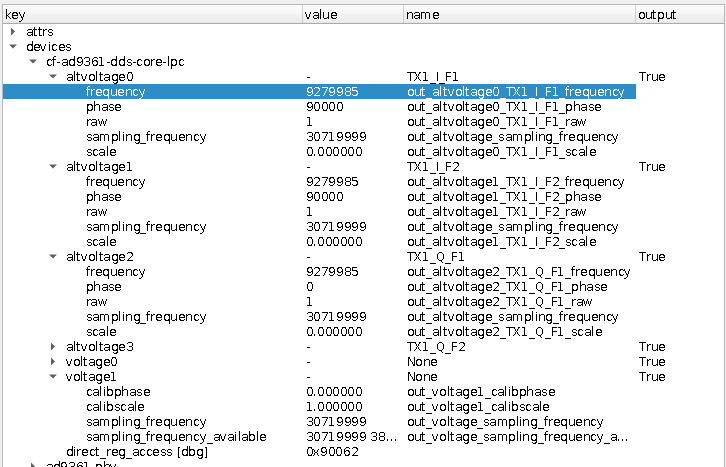 key value name output
attrs
devices
cf-ad9361-dds-core-lpc
altvoltage0 - TX1_I_F1 True
frequency 9279985 out_altvoltage0_TX1_I_F1_frequency
phase 90000 out_altvoltage0_TX1_I_F1_phase
raw 1 out_altvoltage0_TX1_I_F1_raw
sampling_frequency 30719999 out_altvoltage_sampling_frequency
scale 0.000000 out_altvoltage0_TX1_I_F1_scale
altvoltage1 - TX1_I_F2 True
frequency 9279985 out_altvoltage1_TX1_I_F2_frequency
phase 90000 out_altvoltage1_TX1_I_F2_phase
raw 1 out_altvoltage1_TX1_I_F2_raw
sampling_frequency 30719999 out_altvoltage_sampling_frequency
scale 0.000000 out_altvoltage1_TX1_I_F2_scale
altvoltage2 - TX1_Q_F1 True
frequency 9279985 out_altvoltage2_TX1_Q_F1_frequency
phase 0 out_altvoltage2_TX1_Q_F1_phase
raw 1 out_altvoltage2_TX1_Q_F1_raw
sampling_frequency 30719999 out_altvoltage_sampling_frequency
scale 0.000000 out_altvoltage2_TX1_Q_F1_scale
altvoltage3 - TX1_Q_F2 True
voltage0 - None True
voltage1 - None True
calibphase 0.000000 out_voltage1_calibphase
calibscale 1.000000 out_voltage1_calibscale
sampling_frequency 30719999 out_voltage_sampling_frequency
sampling_frequency_available 30719999 38... out_voltage_sampling_frequency_a...
direct_reg_access [dbg] 0x90062
ad9361-phy